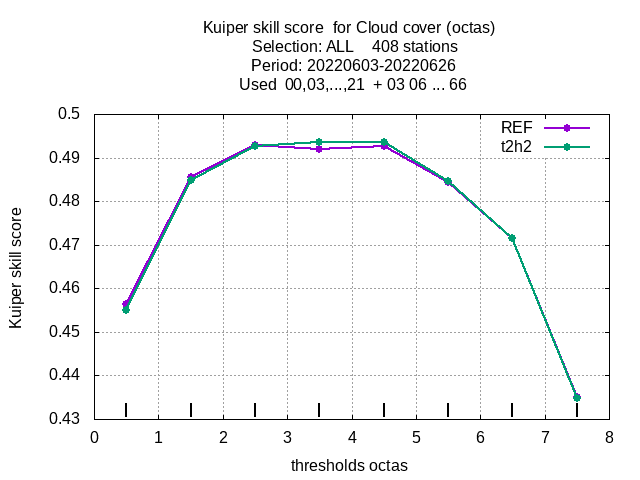 Kuiper skill score  for Cloud cover (octas)
Selection: ALL    408 stations
Period: 20220603-20220626
Used  00,03,...,21  + 03 06 ... 66
REF
t2h2
0.5
0.49
0.48
0.47
0.46
0.45
0.44
0.43
Kuiper skill score
0 1 2 3 4 5 6 7 8
thresholds octas